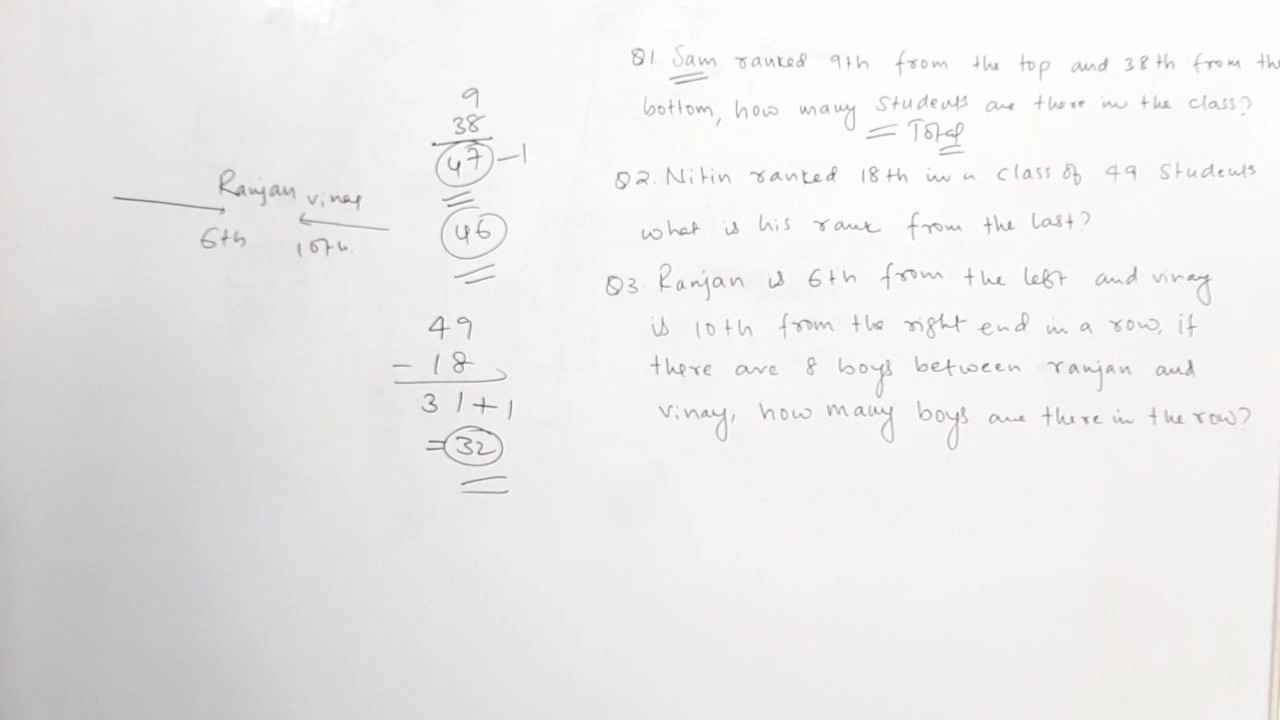 Q1. Sam ranked 9th from the top and 38th from the
bottom, how many students are there in the class?
= Total
Q2. Nitin ranked 18th in a class of 49 students
what is his rank from the last?
Q3. Ranjan is 6th from the left and vinay
is 10th from the right end in a row, if
there are 8 boys between ranjan and
vinay, how many boys are there in the row?
9
38
47 - 1
46
49
- 18
31 + 1
= 32
Ranjan vinay
6th 10th.